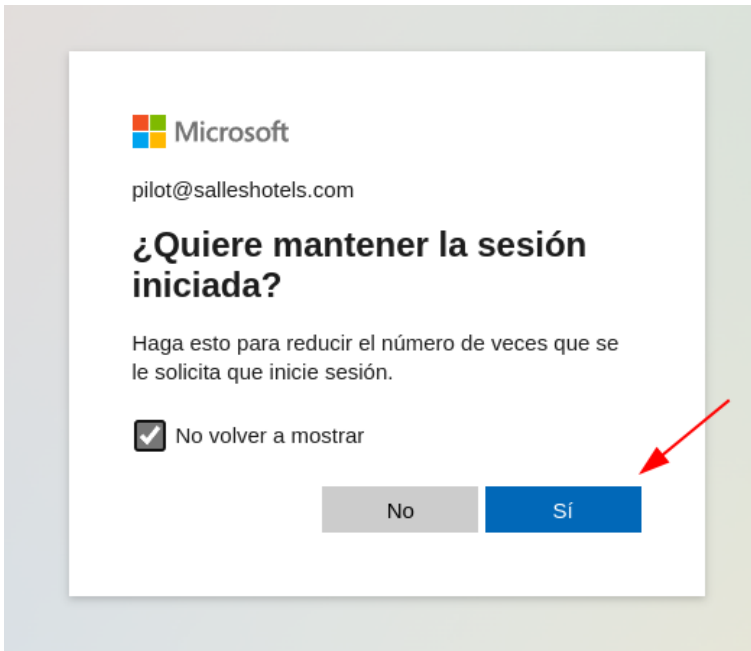 Microsoft
pilot@salleshotels.com
¿Quiere mantener la sesión
iniciada?
Haga esto para reducir el número de veces que se
le solicita que inicie sesión.
No volver a mostrar
No
Sí